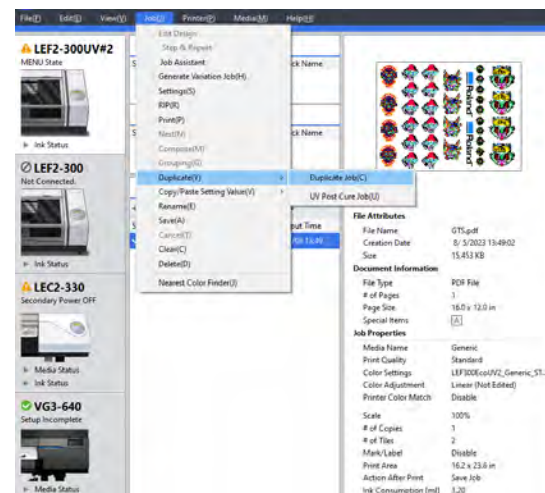 File(F) Edit(E) View(V) Job(J) Printer(P) Media(M) Help(H)
LEF2-300UV#2
MENU State
Ink Status
LEF2-300
Not Connected.
Ink Status
LEC2-330
Secondary Power OFF
Media Status
Ink Status
VG3-640
Setup Incomplete
Media Status
Edit Design
Step & Repeat
Job Assistant
Generate Variation Job(H)
Settings(S)
RIP(R)
Print(P)
Nest(N)
Compose(M)
Grouping(G)
Duplicate(Y)
Copy/Paste Setting Value(V)
Rename(E)
Save(A)
Cancel(T)
Clear(C)
Delete(D)
Nearest Color Finder(J)
Duplicate Job(C)
UV Post Cure Job(U)
ck Name
ck Name
put Time
Roland
Roland
File Attributes
File Name GTS.pdf
Creation Date 8/ 5/2023 13:49:02
Size 15,453 KB
Document Information
File Type PDF File
# of Pages 1
Page Size 16.0 x 12.0 in
Special Items A
Job Properties
Media Name Generic
Print Quality Standard
Color Settings LEF300EcoUV2_Generic_ST..
Color Adjustment Linear (Not Edited)
Printer Color Match Disable
Scale 100%
# of Copies 1
# of Tiles 2
Mark/Label Disable
Print Area 16.2 x 23.6 in
Action After Print Save Job
Ink Consumption [ml] 3.20